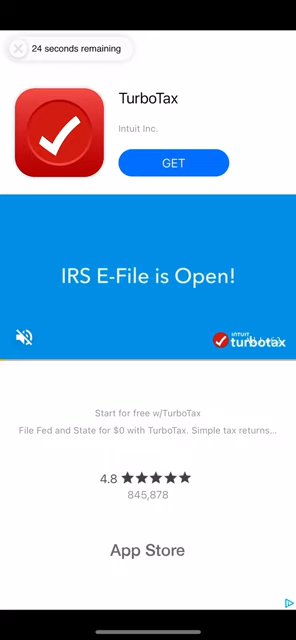 24 seconds remaining
TurboTax
Intuit Inc.
GET
IRS E-File is Open!
INTUIT
turbotax
Start for free w/TurboTax
File Fed and State for $0 with TurboTax. Simple tax returns...
4.8 ★★★★★
845,878
App Store